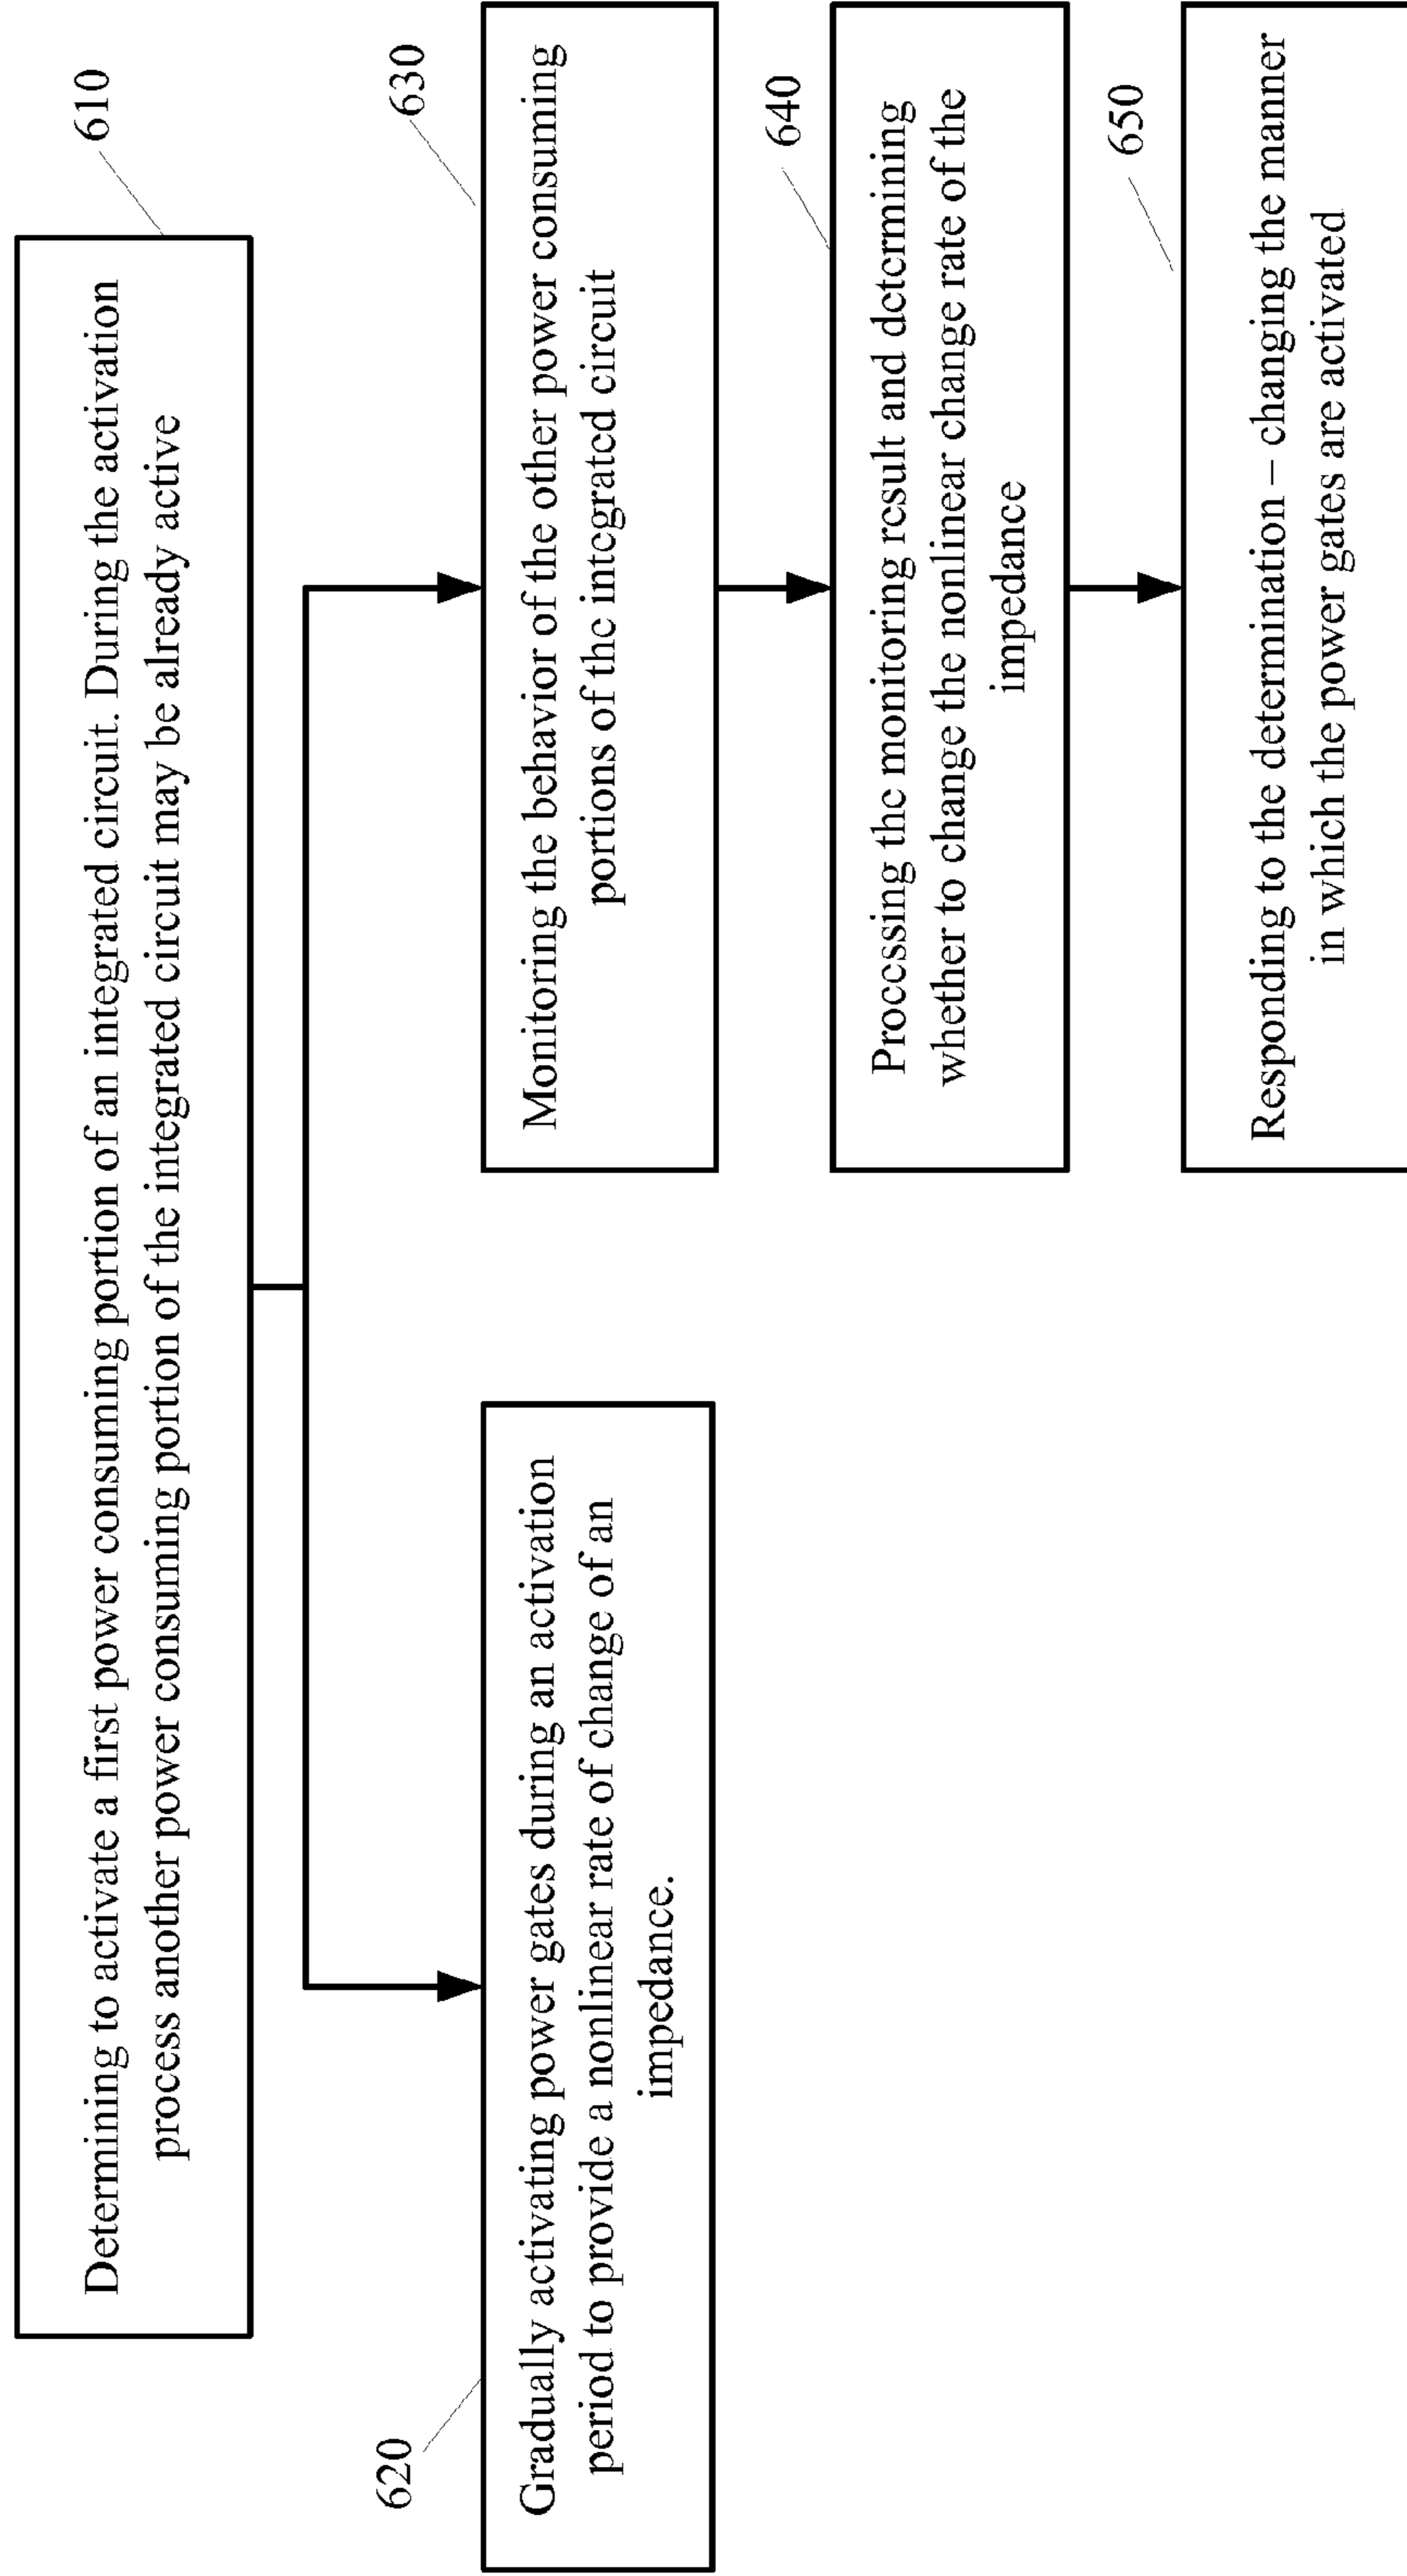 610
Determining to activate a first power consuming portion of an integrated circuit. During the activation
process another power consuming portion of the integrated circuit may be already active
620
Gradually activating power gates during an activation
period to provide a nonlinear rate of change of an
impedance.
630
Monitoring the behavior of the other power consuming
portions of the integrated circuit
640
Processing the monitoring result and determining
whether to change the nonlinear change rate of the
impedance
650
Responding to the determination – changing the manner
in which the power gates are activated